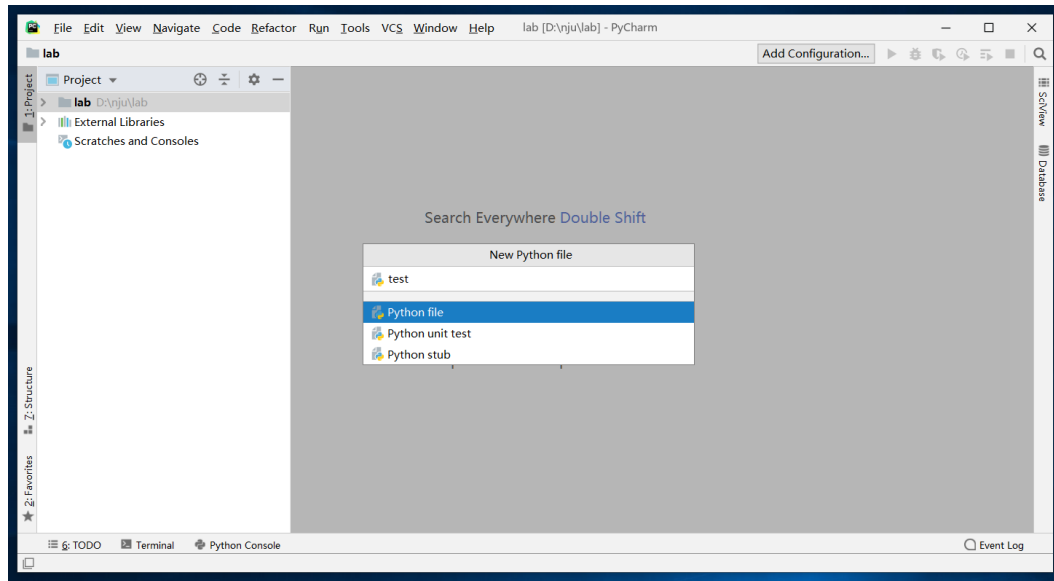 PC File Edit View Navigate Code Refactor Run Tools VCS Window Help lab [D:\nju\lab] - PyCharm
lab Add Configuration...
1: Project
Project
lab D:\nju\lab
External Libraries
Scratches and Consoles
SciView
Database
Search Everywhere Double Shift
New Python file
test
Python file
Python unit test
Python stub
Z: Structure
2: Favorites
6: TODO Terminal Python Console Event Log